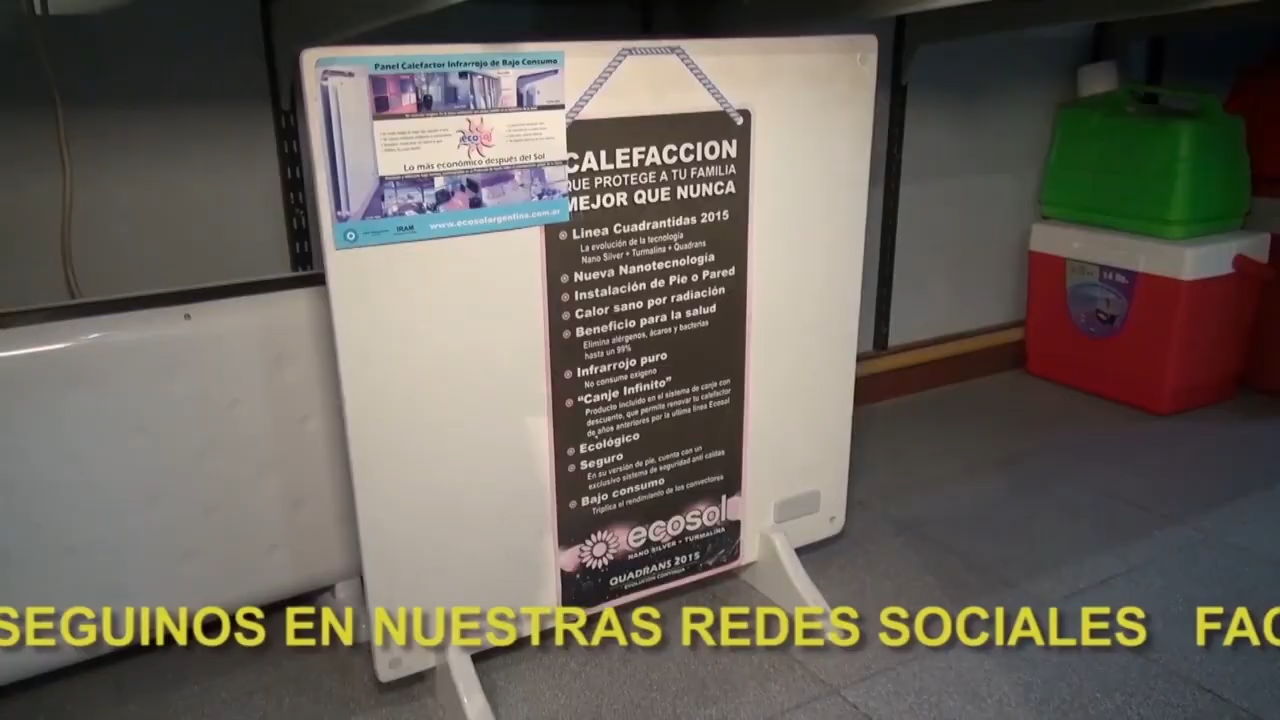 Panel Calefactor Infrarrojo de Bajo Consumo
ecosol
Lo más económico después del Sol
www.ecosolargentina.com.ar
IRAM
CALEFACCION
QUE PROTEGE A TU FAMILIA
MEJOR QUE NUNCA
Linea Cuadrantidas 2015
La evolución de la tecnología
Nano Silver + Turmalina + Quadrans
Nueva Nanotecnología
Instalación de Pie o Pared
Calor sano por radiación
Beneficio para la salud
Elimina alérgenos, ácaros y bacterias
hasta un 99%
Infrarrojo puro
No consume oxigeno
"Canje Infinito"
Producto incluido en el sistema de canje con
descuento, que permite renovar tu calefactor
de años anteriores por la ultima linea Ecosol
Ecológico
Seguro
En su versión de pie, cuenta con un
exclusivo sistema de seguridad anti caidas
Bajo consumo
Triplica el rendimiento de los convectores
ecosol
NANO SILVER + TURMALINA
QUADRANS 2015
EVOLUCION CONTINUA
14 lts.
SEGUINOS EN NUESTRAS REDES SOCIALES FAC